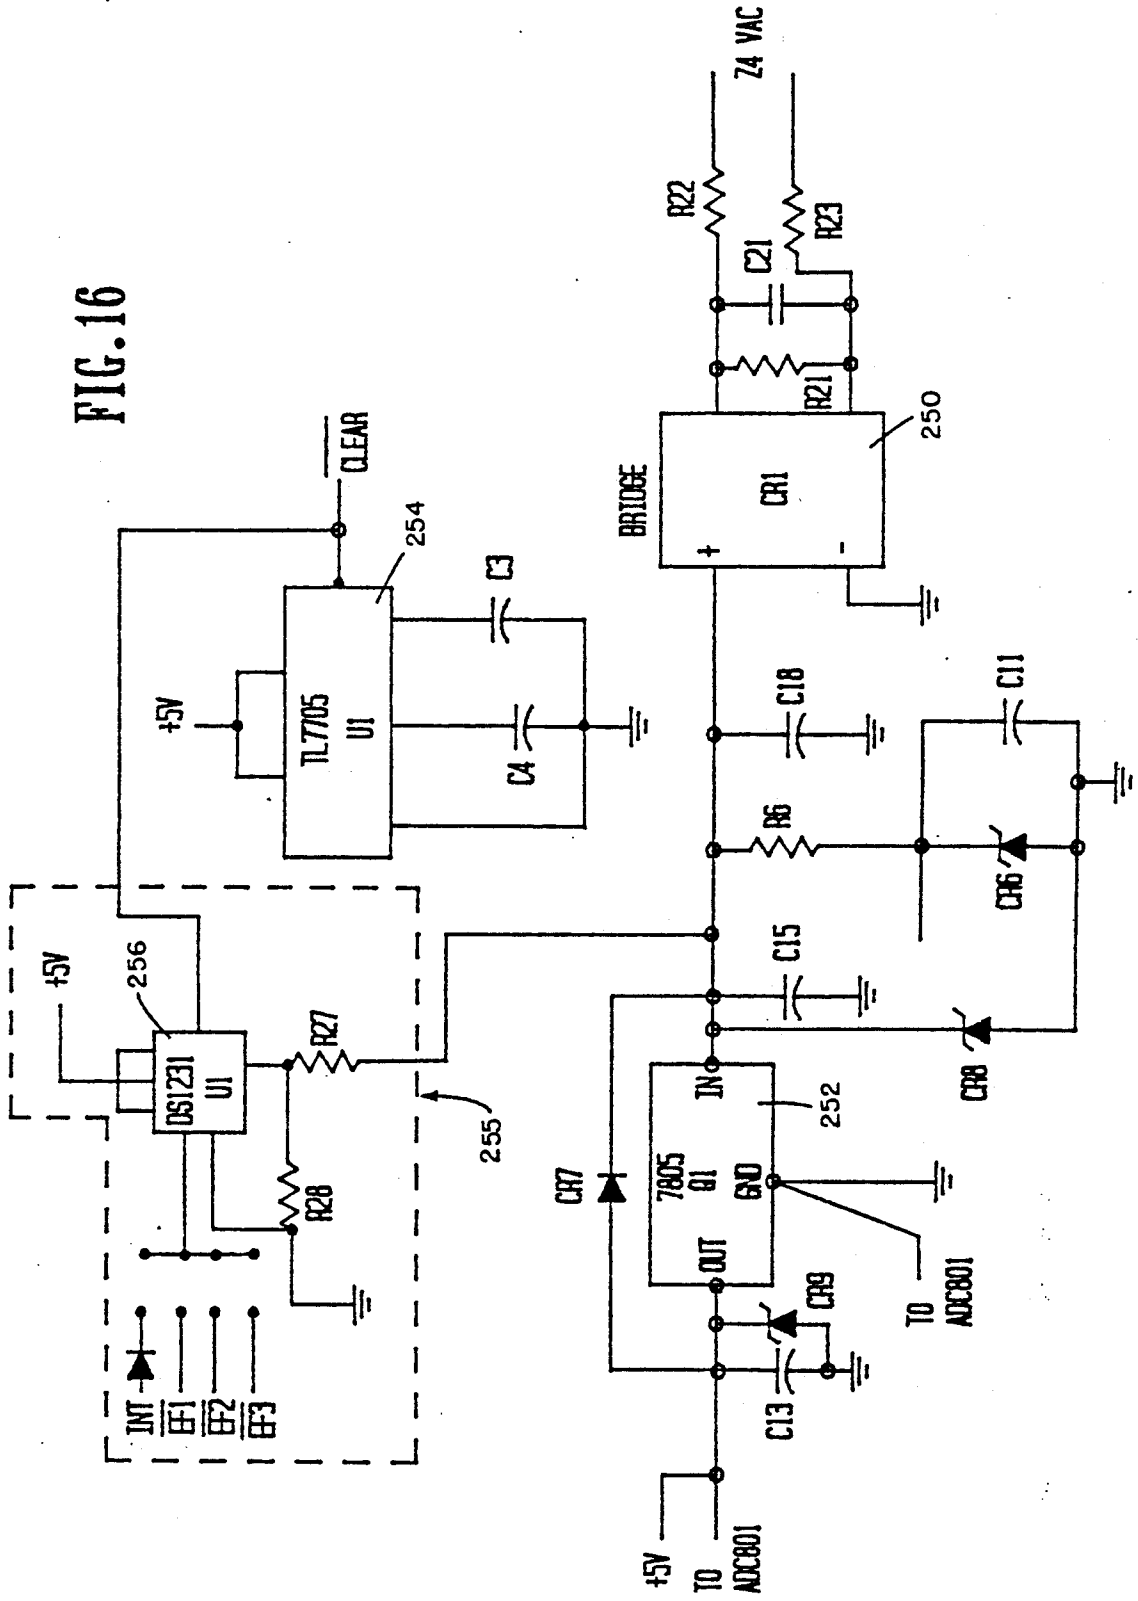 FIG.16
+5V
256
DS1231
U1
R27
R28
INT
EF1
EF2
EF3
255
+5V
TL7705
U1
254
CLEAR
C3
C4
24 VAC
R22
R23
C21
R21
BRIDGE
CR1
+
-
250
C18
R6
C11
CR6
C15
CR8
CR7
7805
Q1
IN
OUT
GND
252
CR9
C13
TO
ADC801
+5V
TO
ADC801